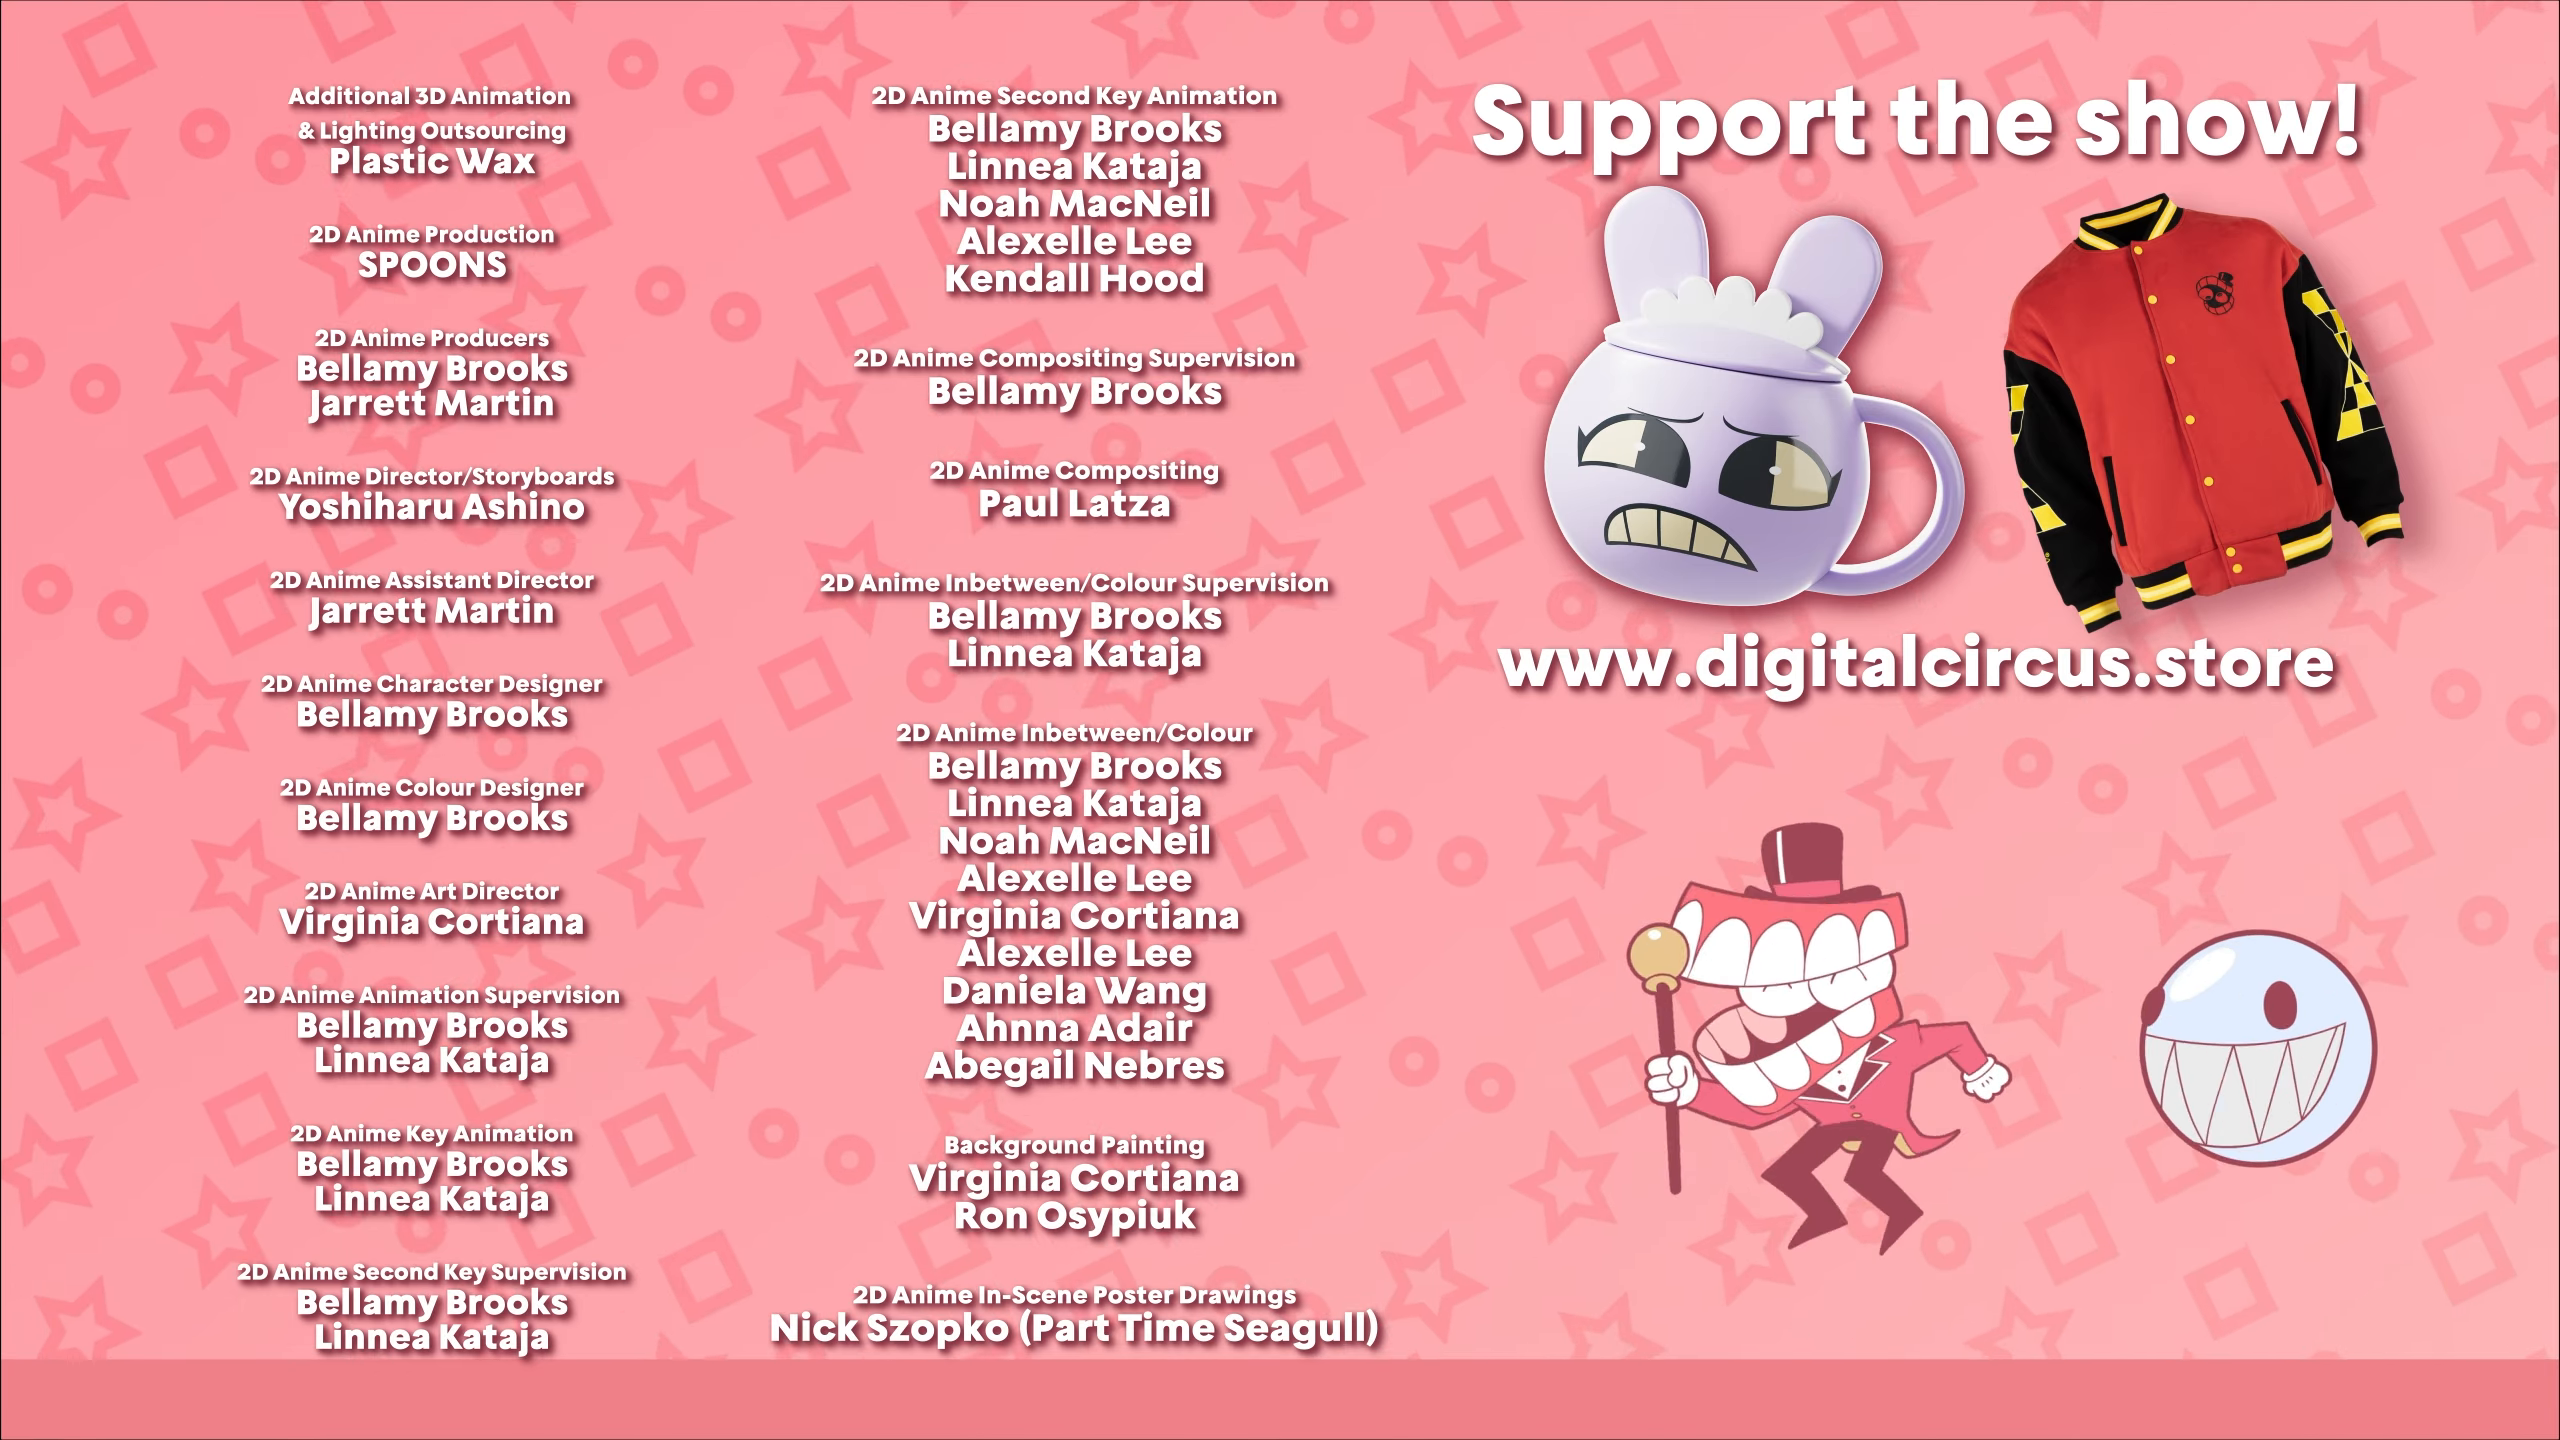 Additional 3D Animation
& Lighting Outsourcing
Plastic Wax
2D Anime Production
SPOONS
2D Anime Producers
Bellamy Brooks
Jarrett Martin
2D Anime Director/Storyboards
Yoshiharu Ashino
2D Anime Assistant Director
Jarrett Martin
2D Anime Character Designer
Bellamy Brooks
2D Anime Colour Designer
Bellamy Brooks
2D Anime Art Director
Virginia Cortiana
2D Anime Animation Supervision
Bellamy Brooks
Linnea Kataja
2D Anime Key Animation
Bellamy Brooks
Linnea Kataja
2D Anime Second Key Supervision
Bellamy Brooks
Linnea Kataja
2D Anime Second Key Animation
Bellamy Brooks
Linnea Kataja
Noah MacNeil
Alexelle Lee
Kendall Hood
2D Anime Compositing Supervision
Bellamy Brooks
2D Anime Compositing
Paul Latza
2D Anime Inbetween/Colour Supervision
Bellamy Brooks
Linnea Kataja
2D Anime Inbetween/Colour
Bellamy Brooks
Linnea Kataja
Noah MacNeil
Alexelle Lee
Virginia Cortiana
Alexelle Lee
Daniela Wang
Ahnna Adair
Abegail Nebres
Background Painting
Virginia Cortiana
Ron Osypiuk
2D Anime In-Scene Poster Drawings
Nick Szopko (Part Time Seagull)
Support the show!
www.digitalcircus.store